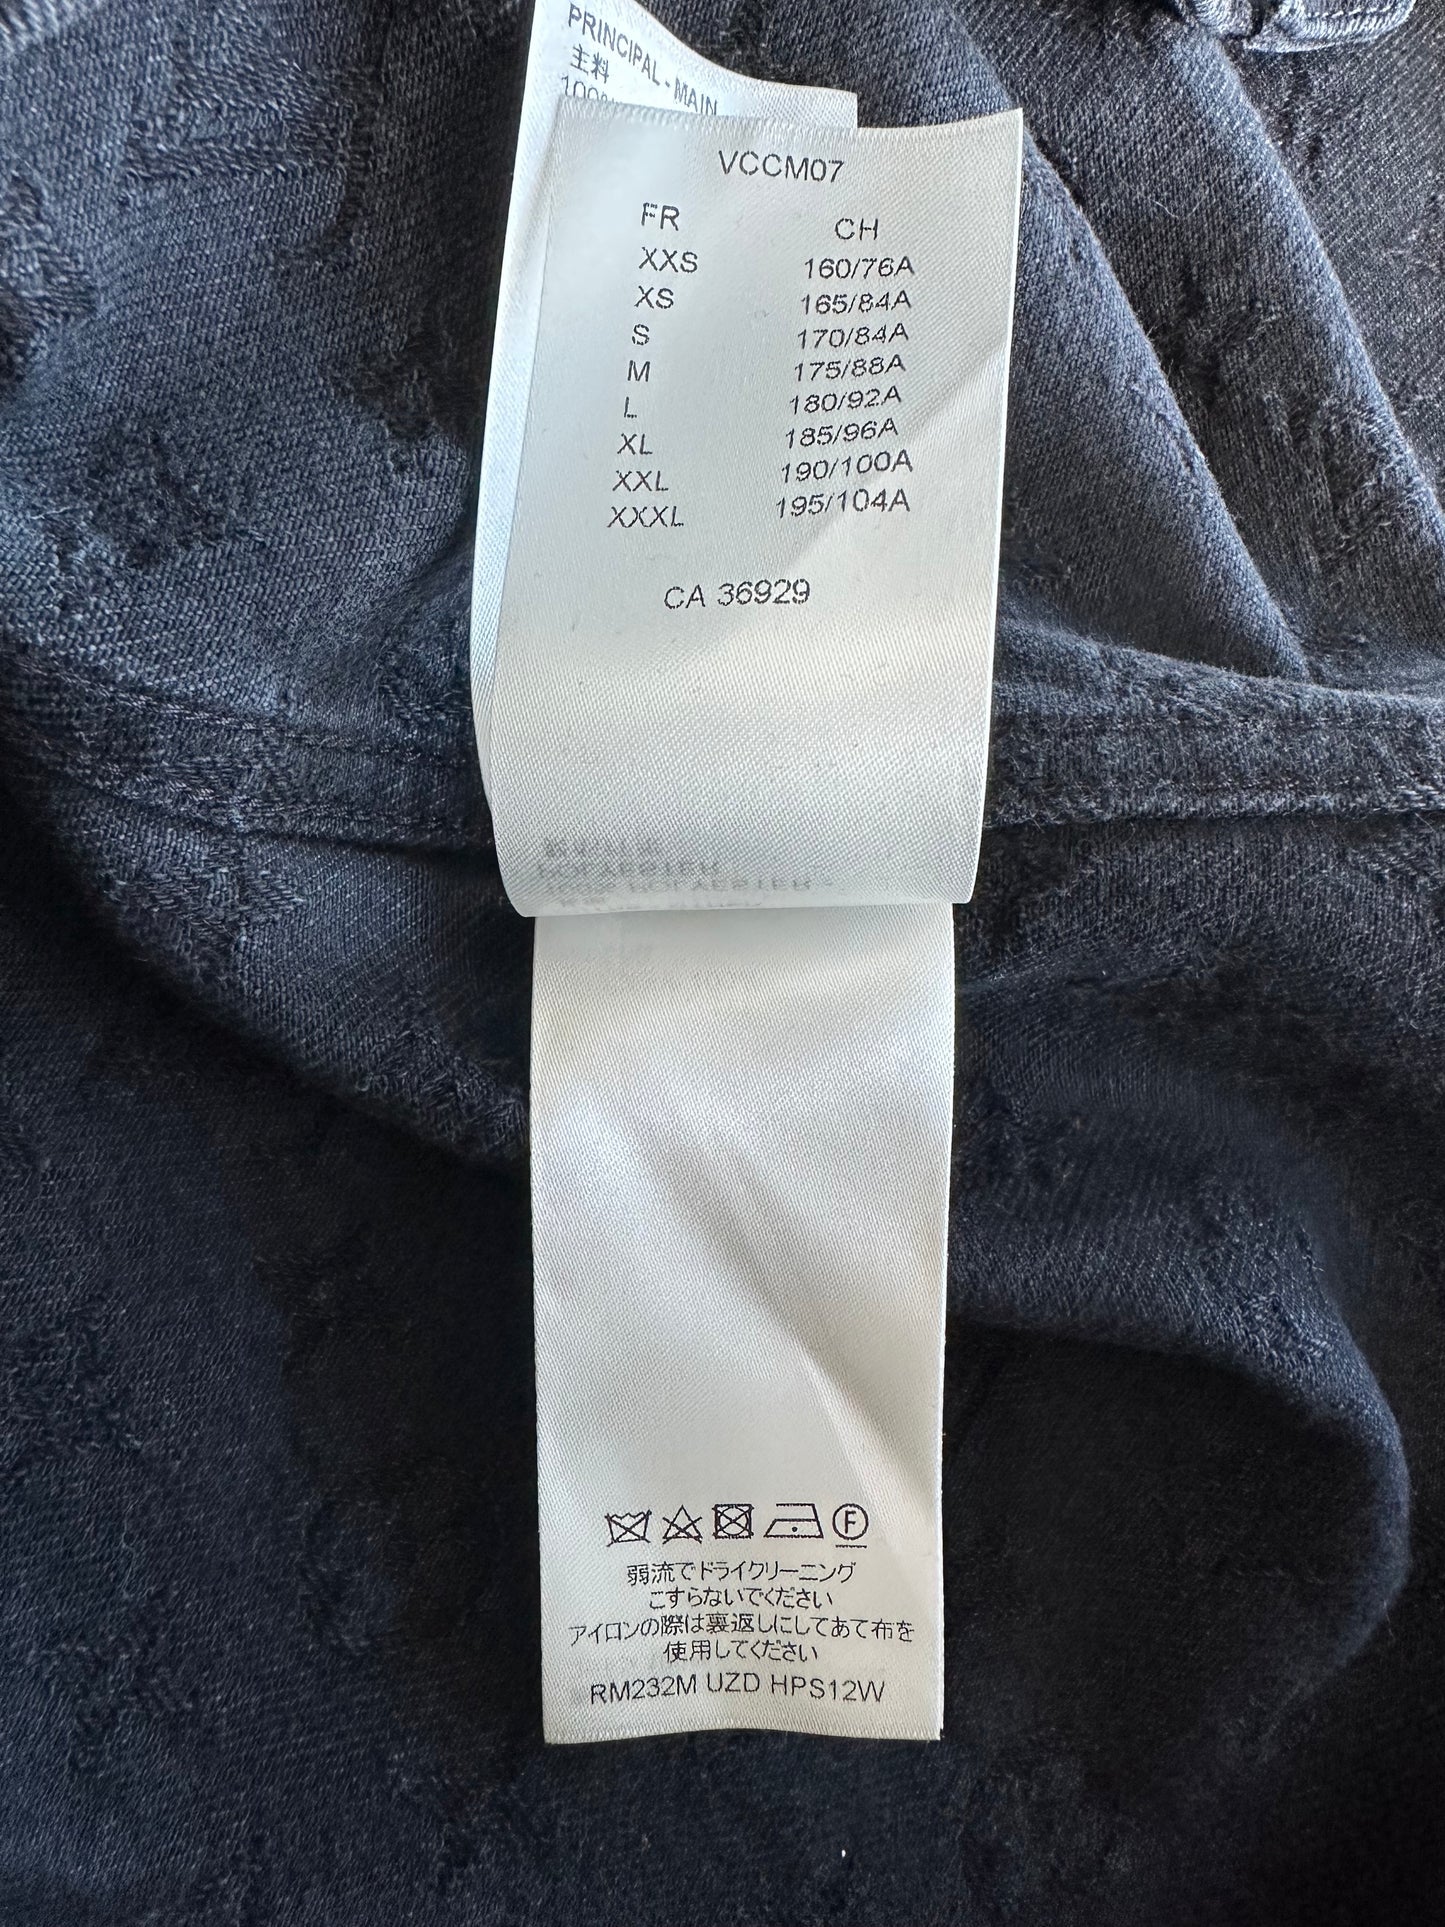 PRINCIPAL - MAIN
主料
VCCM07
FR CH
XXS 160/76A
XS 165/84A
S 170/84A
M 175/88A
L 180/92A
XL 185/96A
XXL 190/100A
XXXL 195/104A
CA 36929
F
弱流でドライクリーニング
こすらないでください
アイロンの際は裏返しにしてあて布を
使用してください
RM232M UZD HPS12W